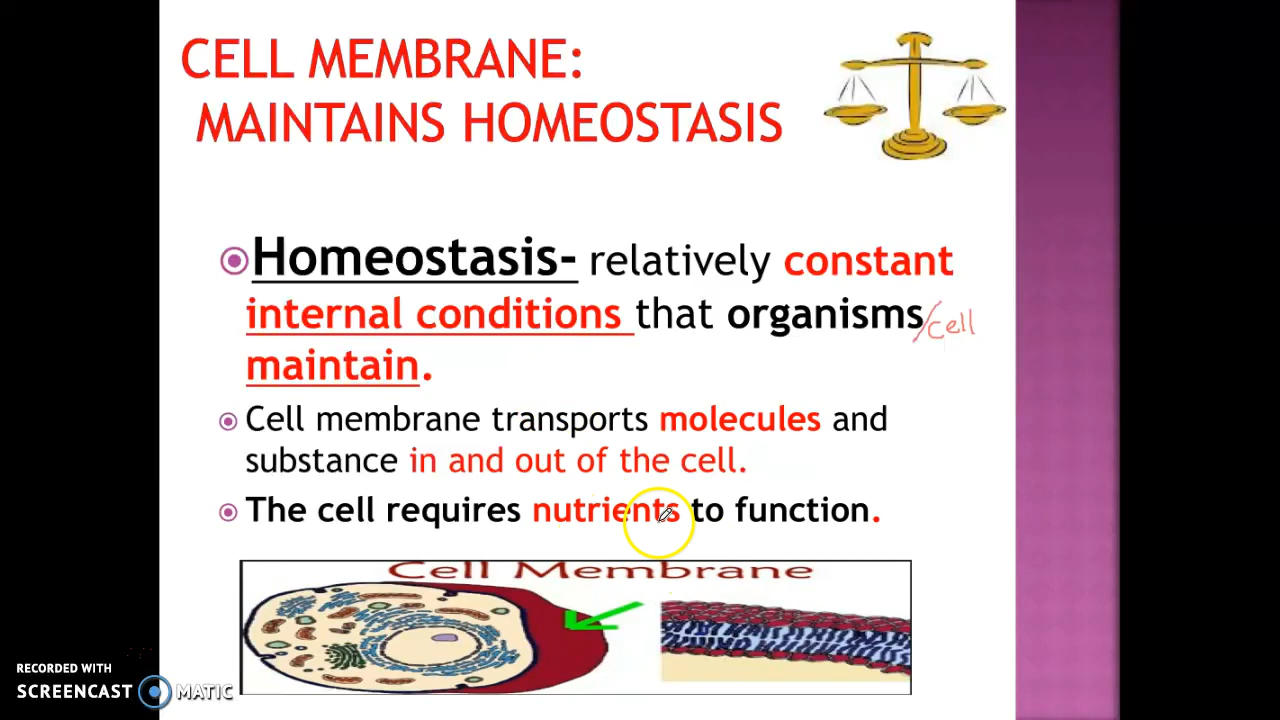 CELL MEMBRANE:
MAINTAINS HOMEOSTASIS
Homeostasis- relatively constant
internal conditions that organisms/cell
maintain.
Cell membrane transports molecules and
substance in and out of the cell.
The cell requires nutrients to function.
Cell Membrane
RECORDED WITH
SCREENCAST MATIC